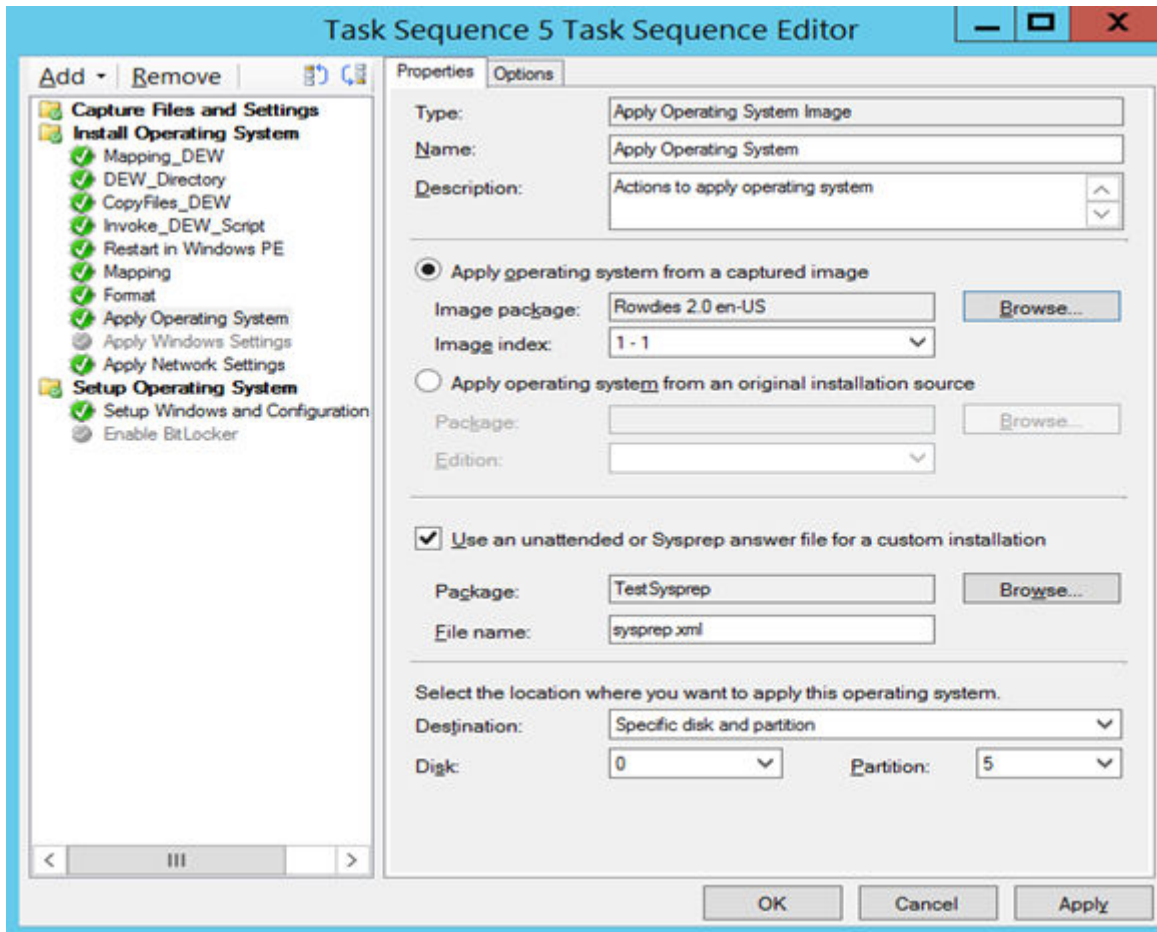 Task Sequence 5 Task Sequence Editor
Add
Remove
Capture Files and Settings
Install Operating System
Mapping_DEW
DEW_Directory
CopyFiles_DEW
Invoke_DEW_Script
Restart in Windows PE
Mapping
Format
Apply Operating System
Apply Windows Settings
Apply Network Settings
Setup Operating System
Setup Windows and Configuration
Enable BitLocker
Properties
Options
Type: Apply Operating System Image
Name: Apply Operating System
Description: Actions to apply operating system
Apply operating system from a captured image
Image package: Rowdies 2.0 en-US Browse...
Image index: 1 - 1
Apply operating system from an original installation source
Package: Browse...
Edition:
Use an unattended or Sysprep answer file for a custom installation
Package: TestSysprep Browse...
File name: sysprep.xml
Select the location where you want to apply this operating system.
Destination: Specific disk and partition
Disk: 0 Partition: 5
OK Cancel Apply